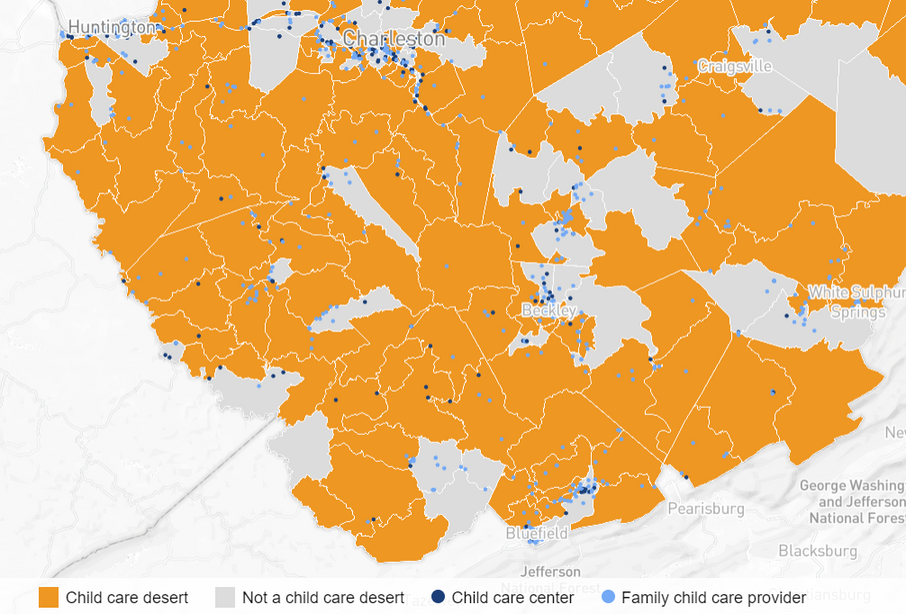 Huntington
Charleston
Craigsville
White Sulphur
Springs
Beckley
George Washing
and Jefferson
National Forest
Pearisburg
Bluefield
Blacksburg
Jefferson
National Forest
Child care desert
Not a child care desert
Child care center
Family child care provider